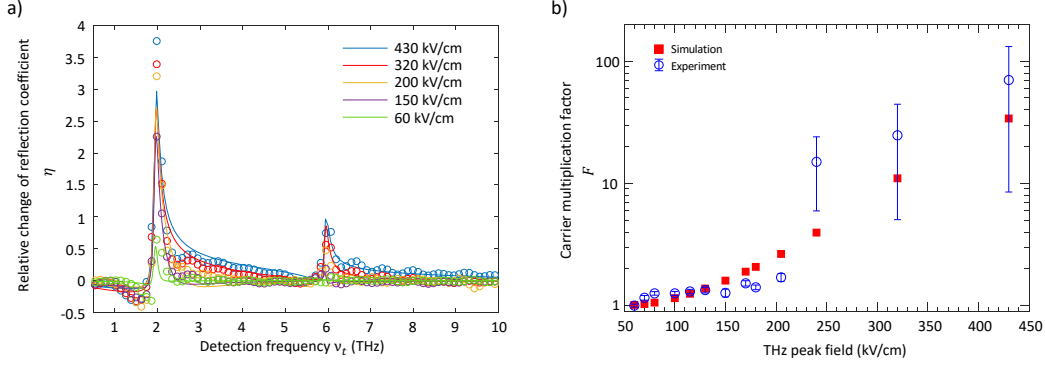 a)
Relative change of reflection coefficient
η
4
3.5
3
2.5
2
1.5
1
0.5
0
-0.5
430 kV/cm
320 kV/cm
200 kV/cm
150 kV/cm
60 kV/cm
1 2 3 4 5 6 7 8 9 10
Detection frequency ν_t (THz)
b)
Carrier multiplication factor
F
100
10
1
Simulation
Experiment
50 100 150 200 250 300 350 400 450
THz peak field (kV/cm)